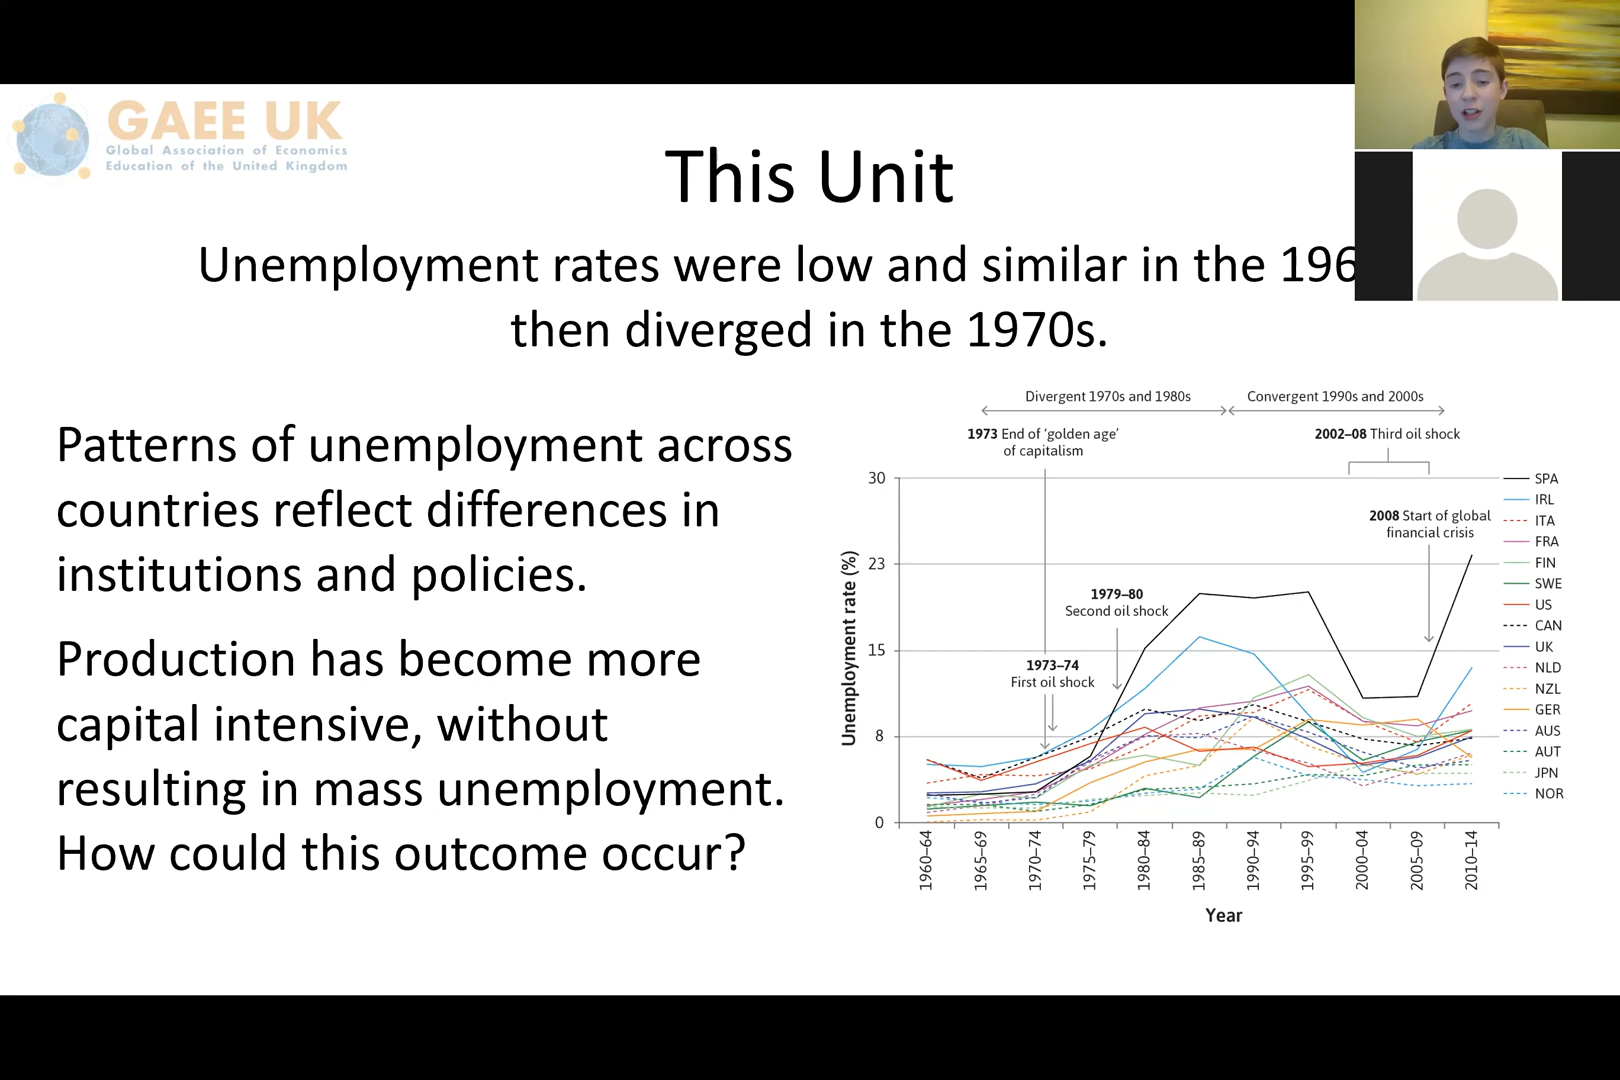 GAEE UK
Global Association of Economics
Education of the United Kingdom
This Unit
Unemployment rates were low and similar in the 196
then diverged in the 1970s.
Patterns of unemployment across
countries reflect differences in
institutions and policies.
Production has become more
capital intensive, without
resulting in mass unemployment.
How could this outcome occur?
Divergent 1970s and 1980s
Convergent 1990s and 2000s
1973 End of ‘golden age’
of capitalism
2002–08 Third oil shock
2008 Start of global
financial crisis
1979–80
Second oil shock
1973–74
First oil shock
Unemployment rate (%)
30
23
15
8
0
1960–64
1965–69
1970–74
1975–79
1980–84
1985–89
1990–94
1995–99
2000–04
2005–09
2010–14
Year
SPA
IRL
ITA
FRA
FIN
SWE
US
CAN
UK
NLD
NZL
GER
AUS
AUT
JPN
NOR